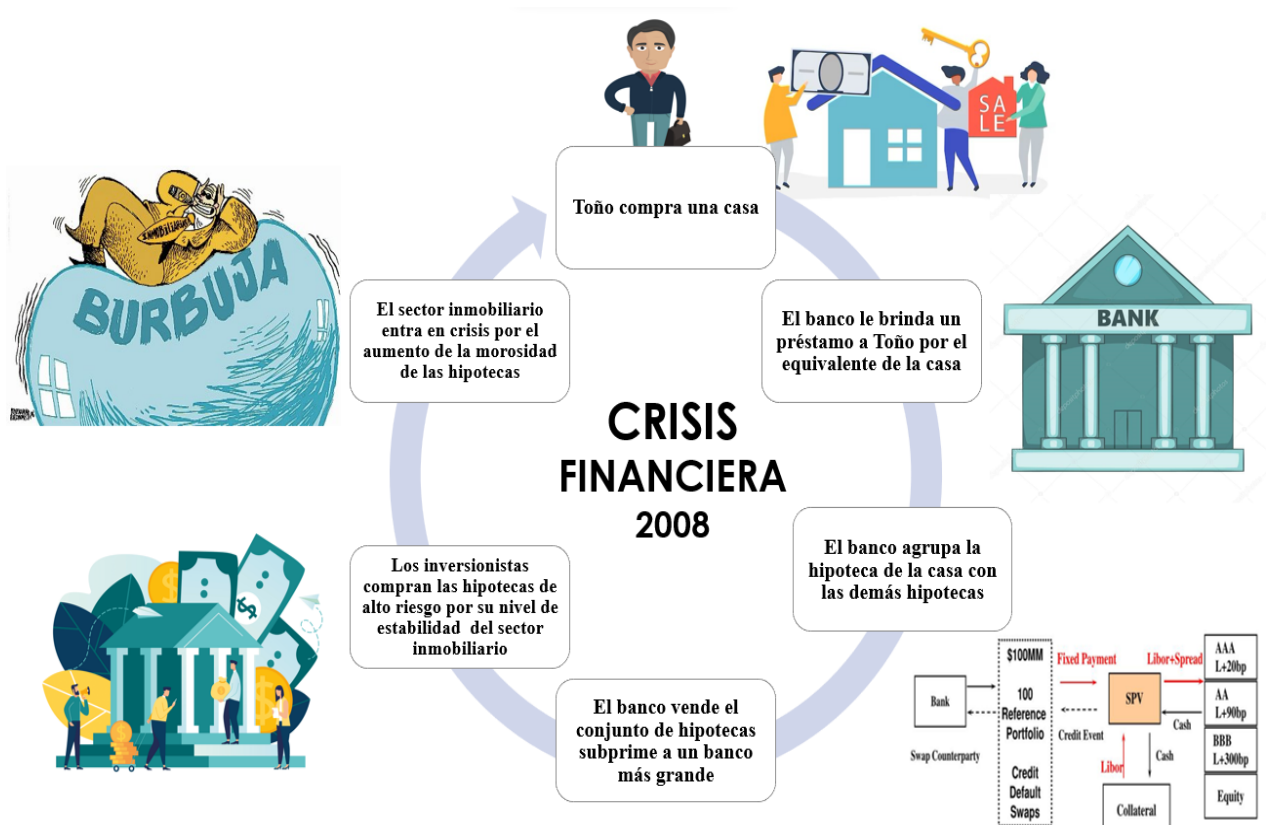 SA
LE
Toño compra una casa
BURBUJA
El sector inmobiliario
entra en crisis por el
aumento de la morosidad
de las hipotecas
El banco le brinda un
préstamo a Toño por el
equivalente de la casa
BANK
CRISIS
FINANCIERA
2008
Los inversionistas
compran las hipotecas de
alto riesgo por su nivel de
estabilidad del sector
inmobiliario
El banco agrupa la
hipoteca de la casa con
las demás hipotecas
El banco vende el
conjunto de hipotecas
subprime a un banco
más grande
Bank
Swap Counterparty
$100MM
100
Reference
Portfolio
Credit
Default
Swaps
Fixed Payment
Credit Event
SPV
Libor+Spread
Cash
Libor
Cash
Collateral
AAA
L+20bp
AA
L+90bp
BBB
L+300bp
Equity